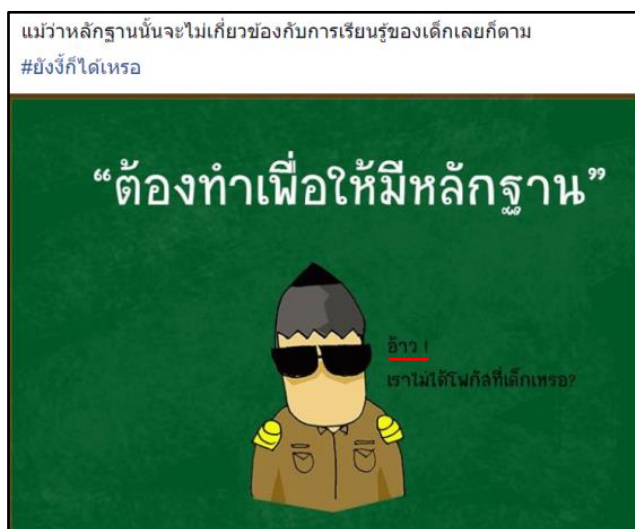 แม้ว่าหลักฐานนั้นจะไม่เกี่ยวข้องกับการเรียนรู้ของเด็กเลยก็ตาม
#ยังงี้ก็ได้เหรอ
“ต้องทำเพื่อให้มีหลักฐาน”
อ้าว !
เราไม่ได้โฟกัสที่เด็กเหรอ?